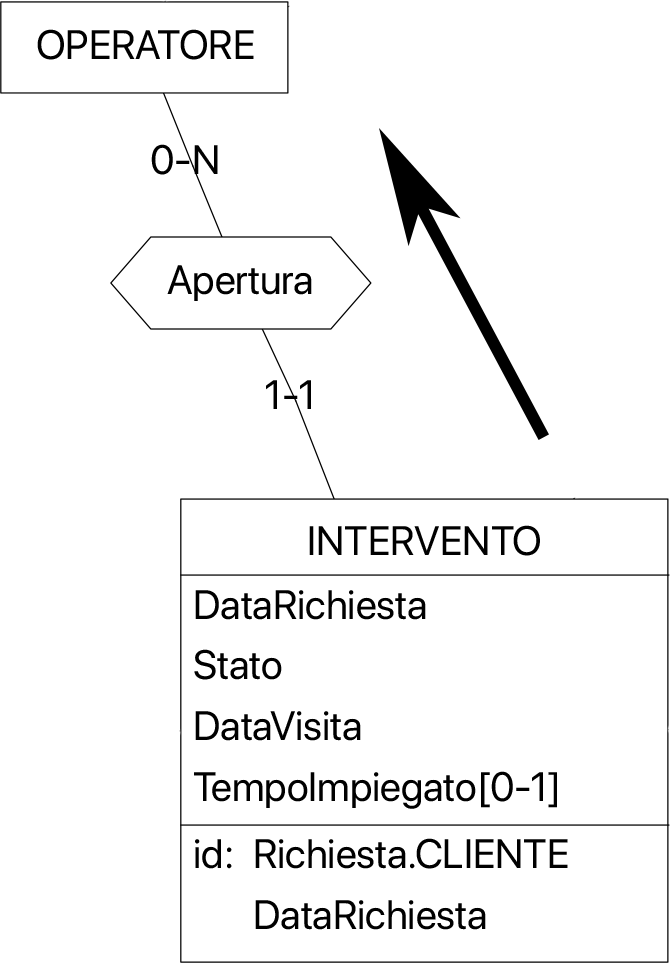 OPERATORE
0-N
Apertura
1-1
INTERVENTO
DataRichiesta
Stato
DataVisita
TempoImpiegato[0-1]
id: Richiesta.CLIENTE
DataRichiesta